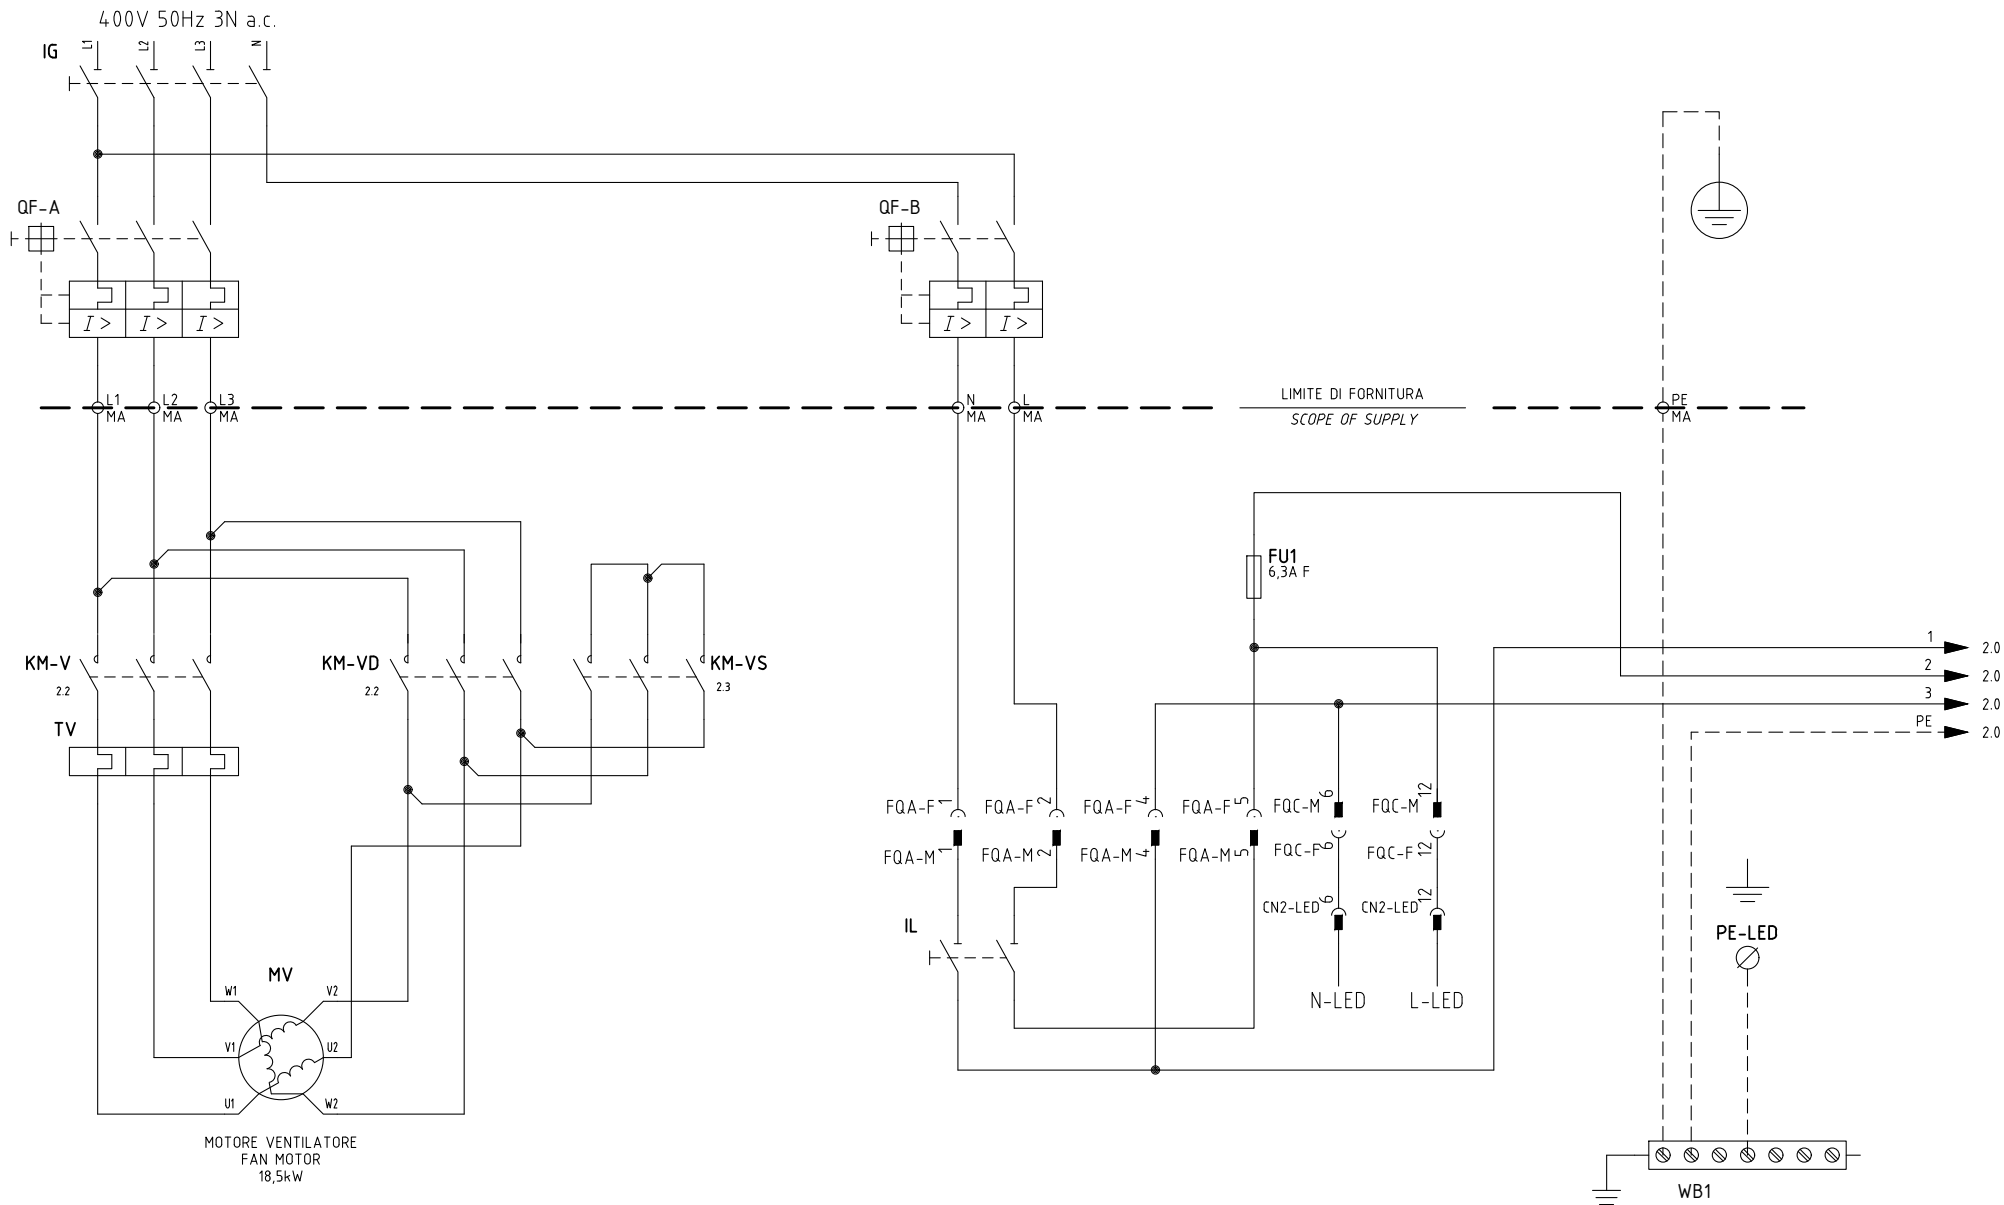 400V 50Hz 3N a.c.
IG
L1
L2
L3
N
QF-A
I >
I >
I >
QF-B
I >
I >
L1
MA
L2
MA
L3
MA
N
MA
L
MA
LIMITE DI FORNITURA
SCOPE OF SUPPLY
PE
MA
FU1
6,3A F
KM-V
2.2
KM-VD
2.2
KM-VS
2.3
1
2.0
2
2.0
3
2.0
PE
2.0
TV
FQA-F 1
FQA-F 2
FQA-F 4
FQA-F 5
FQC-M 6
FQC-M 12
FQA-M 1
FQA-M 2
FQA-M 4
FQA-M 5
FQC-F 6
FQC-F 12
CN2-LED 6
CN2-LED 12
IL
PE-LED
N-LED
L-LED
MV
W1
V2
V1
U2
U1
W2
MOTORE VENTILATORE
FAN MOTOR
18,5kW
WB1